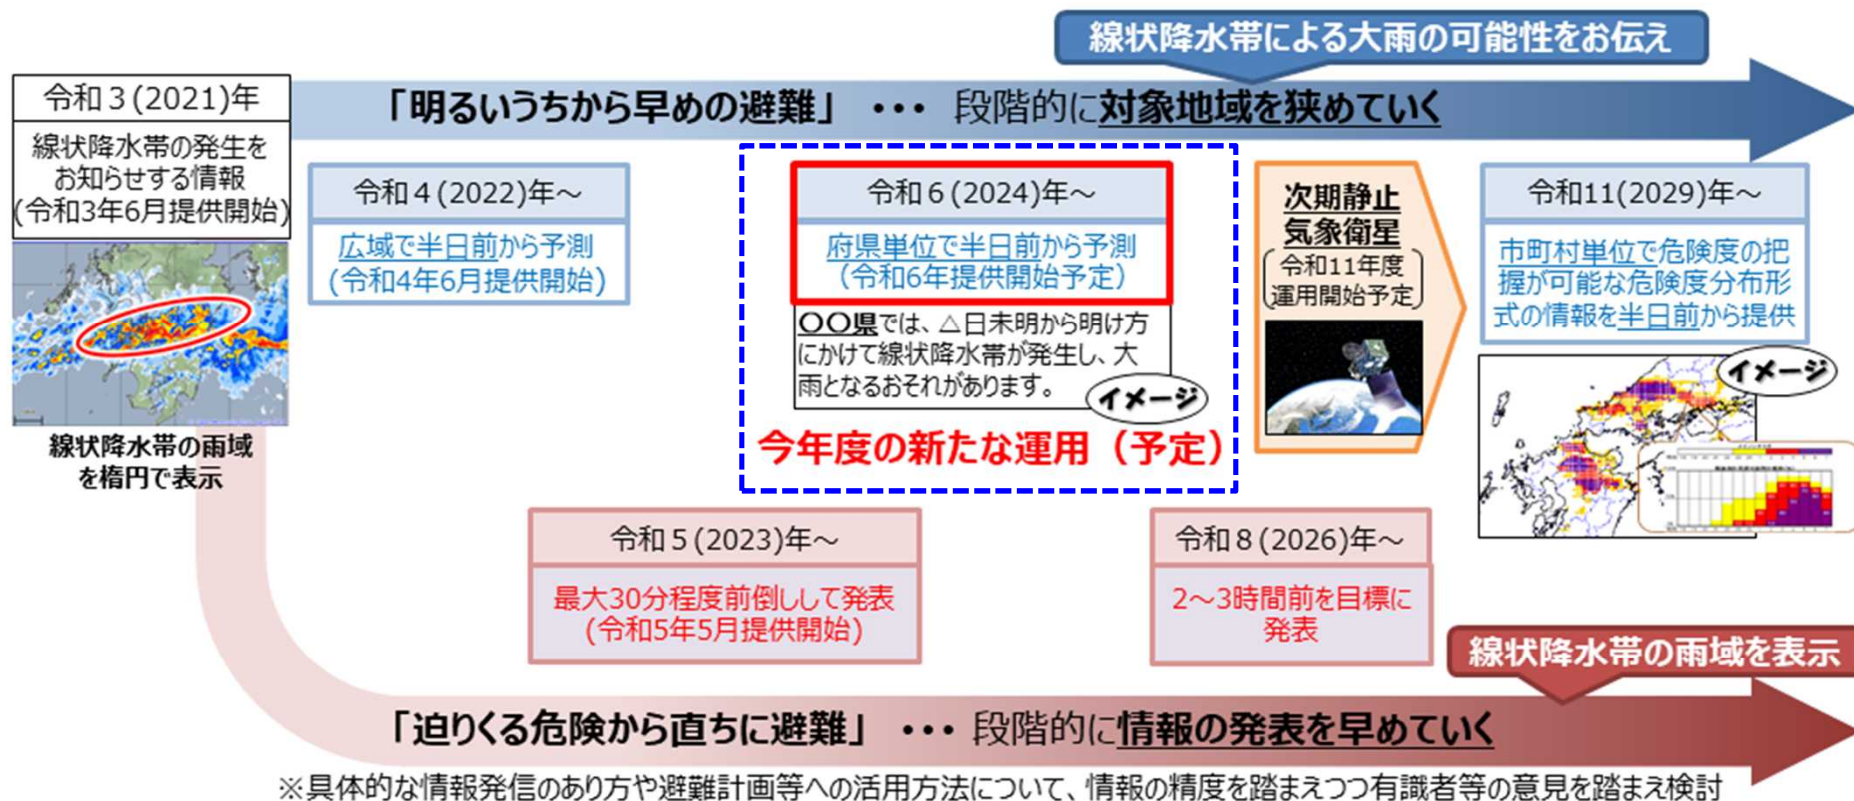 線状降水帯による大雨の可能性をお伝え
「明るいうちから早めの避難」 ・・・ 段階的に対象地域を狭めていく
令和３(2021)年
線状降水帯の発生を
お知らせする情報
(令和3年6月提供開始)
線状降水帯の雨域
を楕円で表示
令和４(2022)年～
広域で半日前から予測
(令和4年6月提供開始)
令和６(2024)年～
府県単位で半日前から予測
(令和6年提供開始予定)
〇〇県では、△日未明から明け方
にかけて線状降水帯が発生し、大
雨となるおそれがあります。
イメージ
今年度の新たな運用（予定）
次期静止
気象衛星
令和11年度
運用開始予定
令和11(2029)年～
市町村単位で危険度の把
握が可能な危険度分布形
式の情報を半日前から提供
イメージ
令和５(2023)年～
最大30分程度前倒しして発表
(令和5年5月提供開始)
令和８(2026)年～
2～3時間前を目標に
発表
線状降水帯の雨域を表示
「迫りくる危険から直ちに避難」 ・・・ 段階的に情報の発表を早めていく
※具体的な情報発信のあり方や避難計画等への活用方法について、情報の精度を踏まえつつ有識者等の意見を踏まえ検討